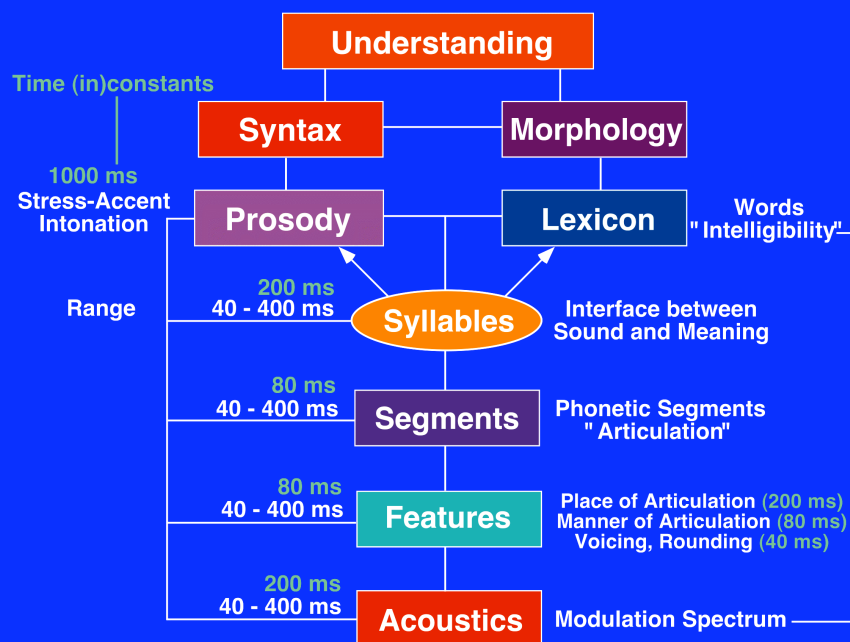 Understanding
Time (in)constants
Syntax
Morphology
1000 ms
Stress-Accent
Intonation
Prosody
Lexicon
Words
"Intelligibility"
200 ms
40 - 400 ms
Range
Syllables
Interface between
Sound and Meaning
80 ms
40 - 400 ms
Segments
Phonetic Segments
"Articulation"
80 ms
40 - 400 ms
Features
Place of Articulation (200 ms)
Manner of Articulation (80 ms)
Voicing, Rounding (40 ms)
200 ms
40 - 400 ms
Acoustics
Modulation Spectrum